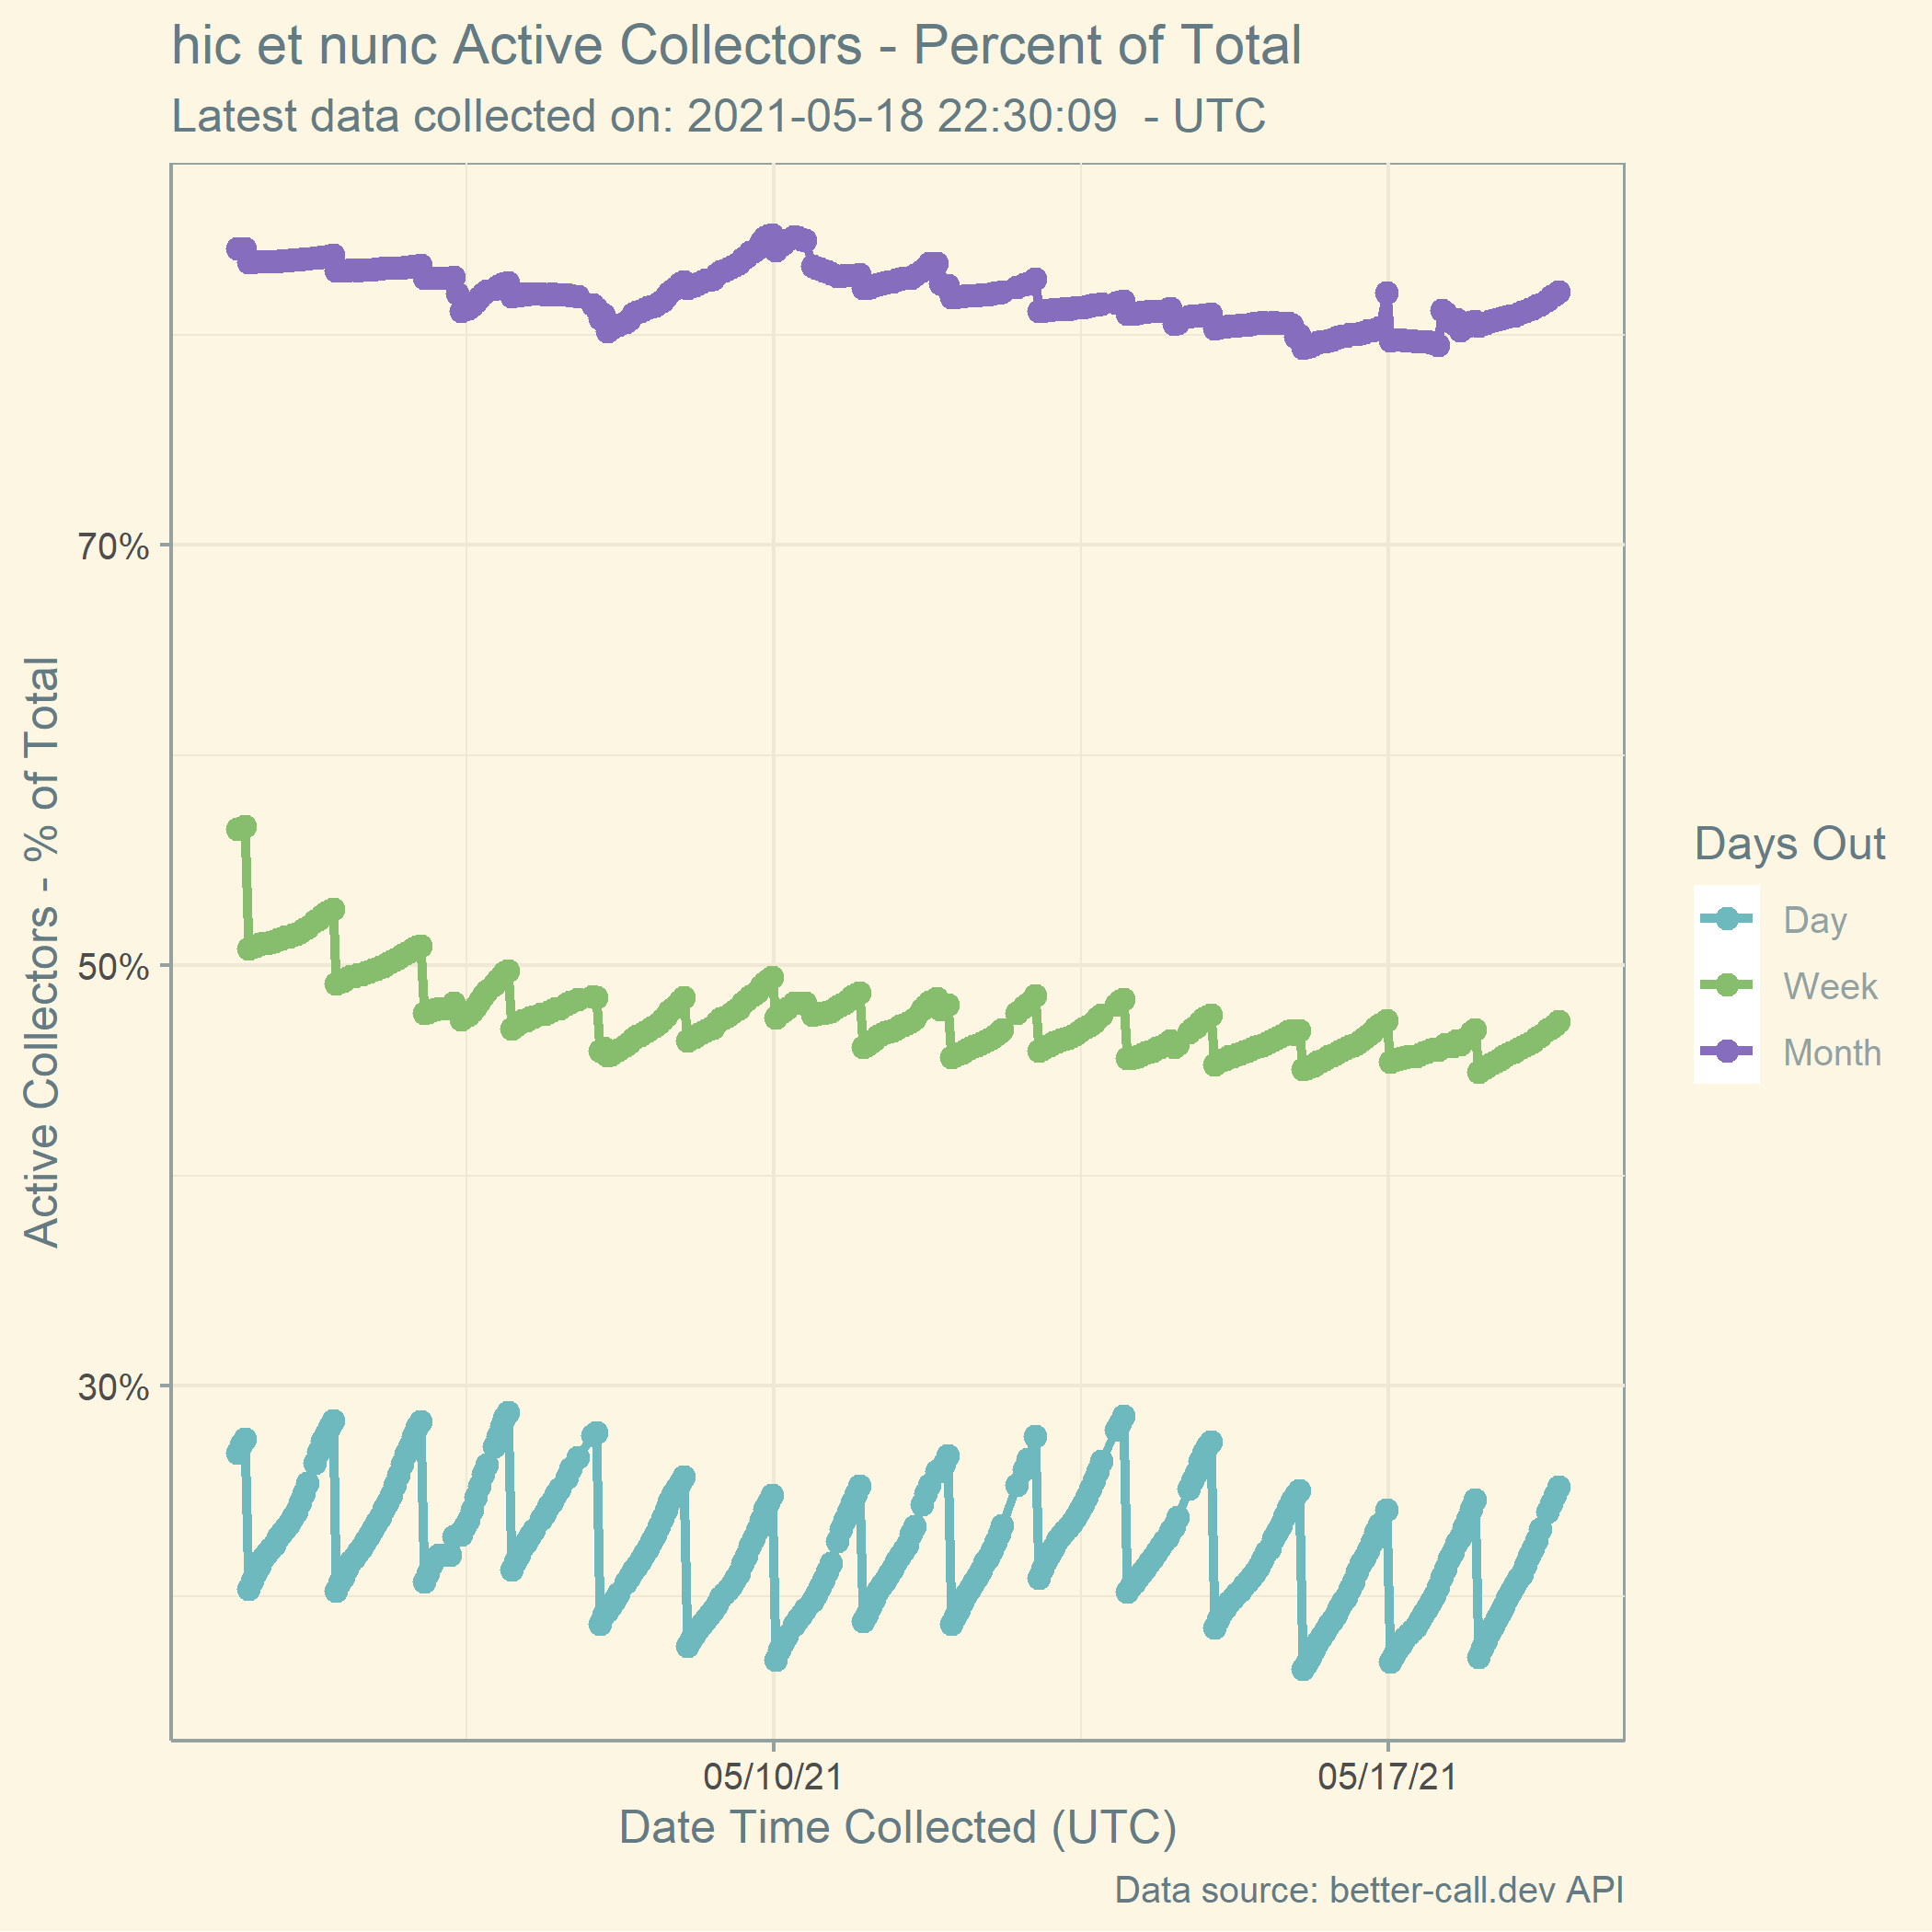 hic et nunc Active Collectors - Percent of Total
Latest data collected on: 2021-05-18 22:30:09  - UTC
Active Collectors - % of Total
70%
50%
30%
05/10/21
05/17/21
Date Time Collected (UTC)
Days Out
Day
Week
Month
Data source: better-call.dev API